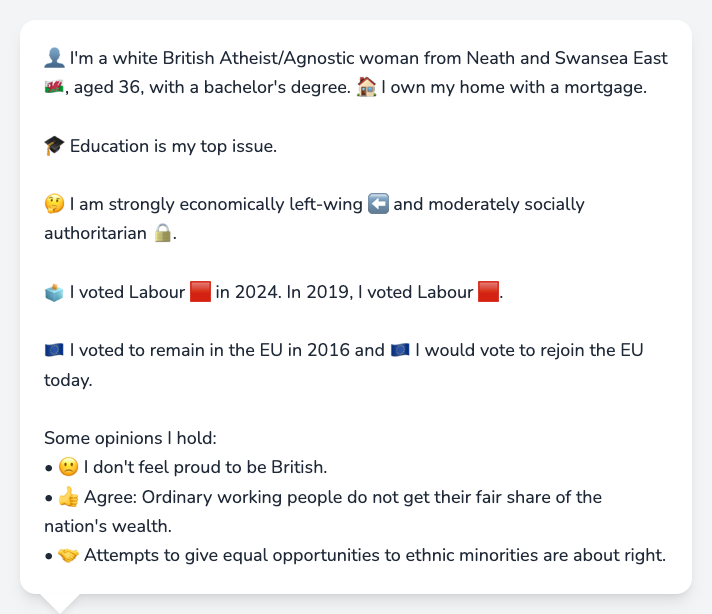 👤 I'm a white British Atheist/Agnostic woman from Neath and Swansea East
🏴󠁧󠁢󠁷󠁬󠁳󠁿, aged 36, with a bachelor's degree. 🏠 I own my home with a mortgage.
🎓 Education is my top issue.
🤔 I am strongly economically left-wing ⬅️ and moderately socially
authoritarian 🔒.
🗳️ I voted Labour 🟥 in 2024. In 2019, I voted Labour 🟥.
🇪🇺 I voted to remain in the EU in 2016 and 🇪🇺 I would vote to rejoin the EU
today.
Some opinions I hold:
• 🙁 I don't feel proud to be British.
• 👍 Agree: Ordinary working people do not get their fair share of the
nation's wealth.
• 🤝 Attempts to give equal opportunities to ethnic minorities are about right.